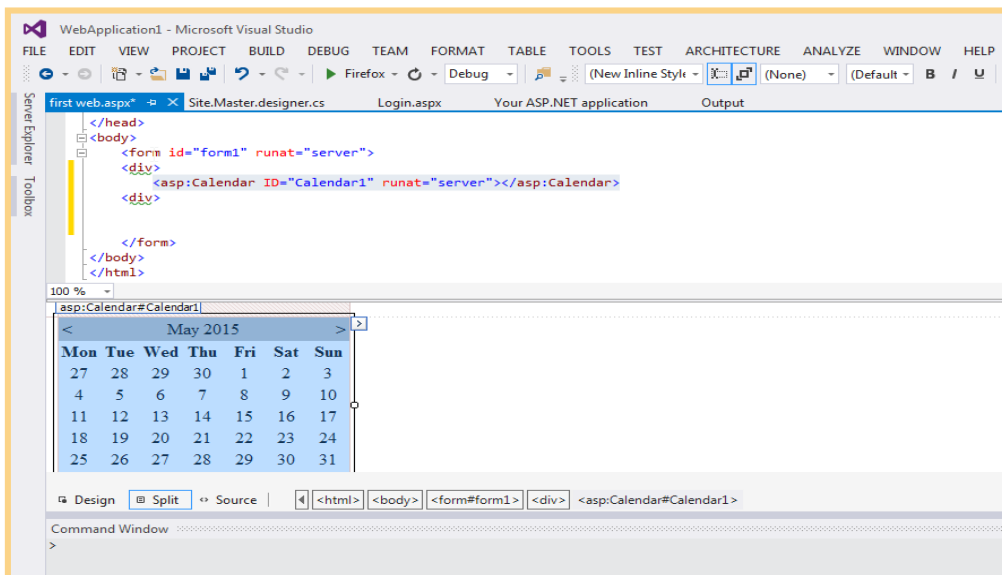 WebApplication1 - Microsoft Visual Studio
FILE EDIT VIEW PROJECT BUILD DEBUG TEAM FORMAT TABLE TOOLS TEST ARCHITECTURE ANALYZE WINDOW HELP
Firefox Debug (New Inline Style (None) (Default B I U
Server Explorer
Toolbox
first web.aspx* Site.Master.designer.cs Login.aspx Your ASP.NET application Output
</head>
<body>
<form id="form1" runat="server">
<div>
<asp:Calendar ID="Calendar1" runat="server"></asp:Calendar>
<div>
</form>
</body>
</html>
100 %
asp:Calendar#Calendar1
< May 2015 > >
Mon Tue Wed Thu Fri Sat Sun
27 28 29 30 1 2 3
4 5 6 7 8 9 10
11 12 13 14 15 16 17
18 19 20 21 22 23 24
25 26 27 28 29 30 31
Design Split Source <html> <body> <form#form1> <div> <asp:Calendar#Calendar1>
Command Window
>